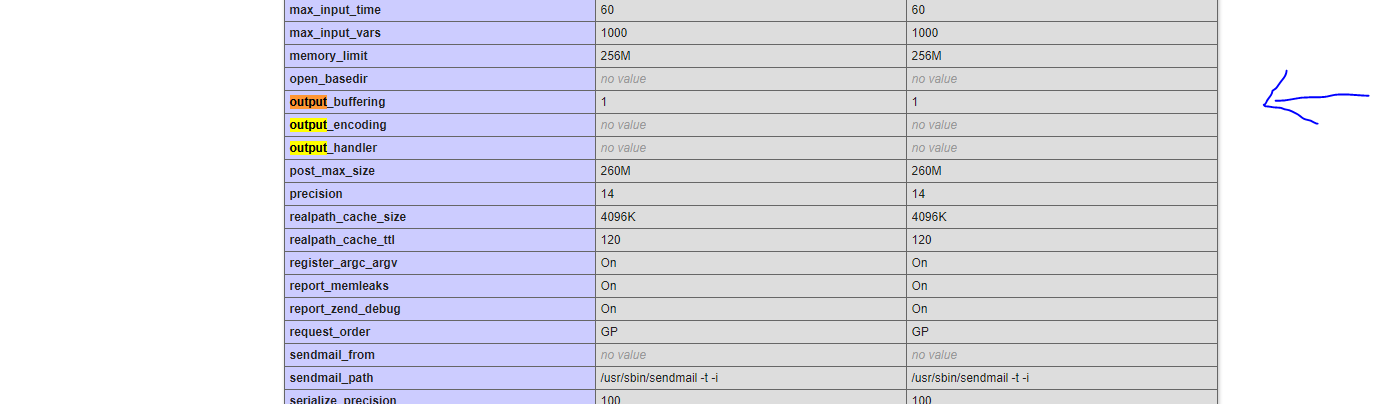 max_input_time 60 60
max_input_vars 1000 1000
memory_limit 256M 256M
open_basedir no value no value
output_buffering 1 1
output_encoding no value no value
output_handler no value no value
post_max_size 260M 260M
precision 14 14
realpath_cache_size 4096K 4096K
realpath_cache_ttl 120 120
register_argc_argv On On
report_memleaks On On
report_zend_debug On On
request_order GP GP
sendmail_from no value no value
sendmail_path /usr/sbin/sendmail -t -i /usr/sbin/sendmail -t -i
serialize_precision 100 100